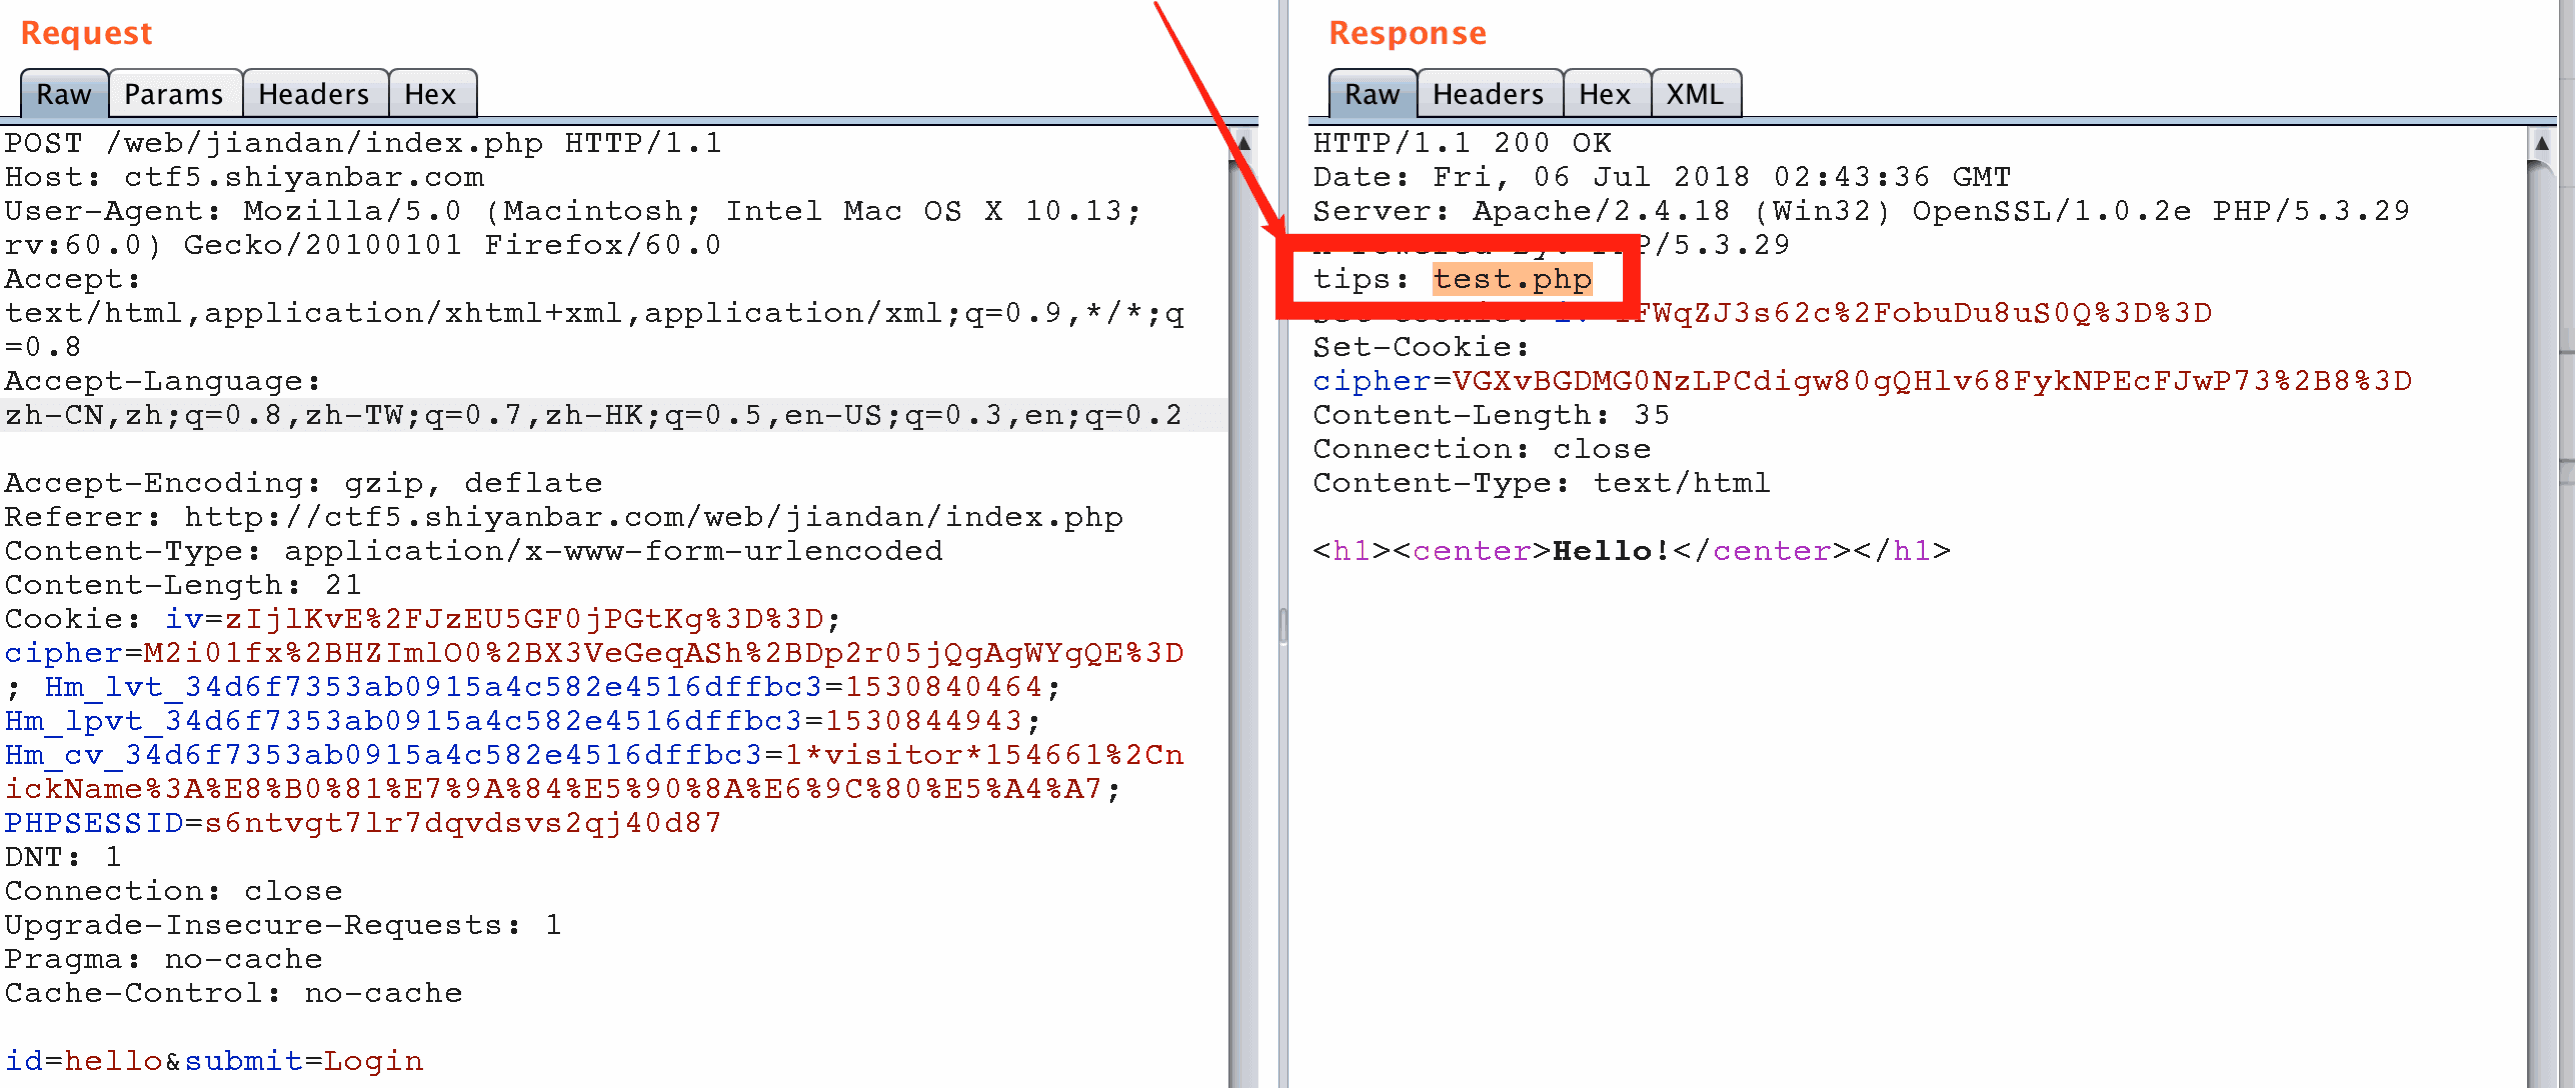 Request
Raw Params Headers Hex
POST /web/jiandan/index.php HTTP/1.1
Host: ctf5.shiyanbar.com
User-Agent: Mozilla/5.0 (Macintosh; Intel Mac OS X 10.13;
rv:60.0) Gecko/20100101 Firefox/60.0
Accept:
text/html,application/xhtml+xml,application/xml;q=0.9,*/*;q
=0.8
Accept-Language:
zh-CN,zh;q=0.8,zh-TW;q=0.7,zh-HK;q=0.5,en-US;q=0.3,en;q=0.2
Accept-Encoding: gzip, deflate
Referer: http://ctf5.shiyanbar.com/web/jiandan/index.php
Content-Type: application/x-www-form-urlencoded
Content-Length: 21
Cookie: iv=zIjlKvE%2FJzEU5GF0jPGtKg%3D%3D;
cipher=M2i01fx%2BHZImlO0%2BX3VeGeqASh%2BDp2r05jQgAgWYgQE%3D
; Hm_lvt_34d6f7353ab0915a4c582e4516dffbc3=1530840464;
Hm_lpvt_34d6f7353ab0915a4c582e4516dffbc3=1530844943;
Hm_cv_34d6f7353ab0915a4c582e4516dffbc3=1*visitor*154661%2Cn
ickName%3A%E8%B0%81%E7%9A%84%E5%90%8A%E6%9C%80%E5%A4%A7;
PHPSESSID=s6ntvgt7lr7dqvdsvs2qj40d87
DNT: 1
Connection: close
Upgrade-Insecure-Requests: 1
Pragma: no-cache
Cache-Control: no-cache
id=hello&submit=Login
Response
Raw Headers Hex XML
HTTP/1.1 200 OK
Date: Fri, 06 Jul 2018 02:43:36 GMT
Server: Apache/2.4.18 (Win32) OpenSSL/1.0.2e PHP/5.3.29
X-Powered-By: PHP/5.3.29
tips: test.php
Set-Cookie: FWqZJ3s62c%2FobuDu8uS0Q%3D%3D
Set-Cookie:
cipher=VGXvBGDMG0NzLPCdigw80gQHlv68FykNPEcFJwP73%2B8%3D
Content-Length: 35
Connection: close
Content-Type: text/html
<h1><center>Hello!</center></h1>